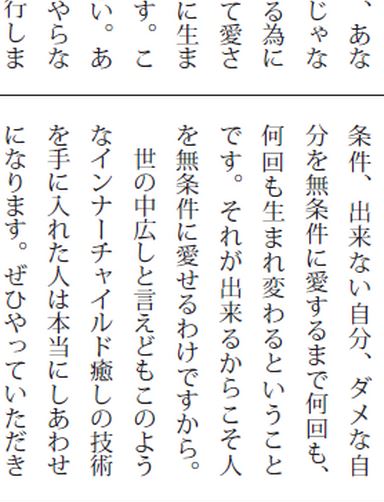 、あな
じゃな
る為に
て愛さ
に生ま
す。こ
い。あ
やらな
行しま
条件、出来ない自分、ダメな自
分を無条件に愛するまで何回も、
何回も生まれ変わるということ
です。それが出来るからこそ人
を無条件に愛せるわけですから。
世の中広しと言えどもこのよう
なインナーチャイルド癒しの技術
を手に入れた人は本当にしあわせ
になります。ぜひやっていただき